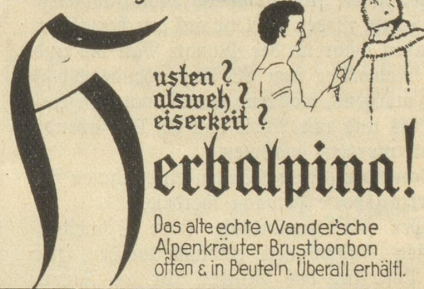 H
usten ?
alsweh ?
eiserkeit ?
erbalpina!
Das alte echte Wander'sche
Alpenkräuter Brustbonbon
offen & in Beuteln. Überall erhältl.